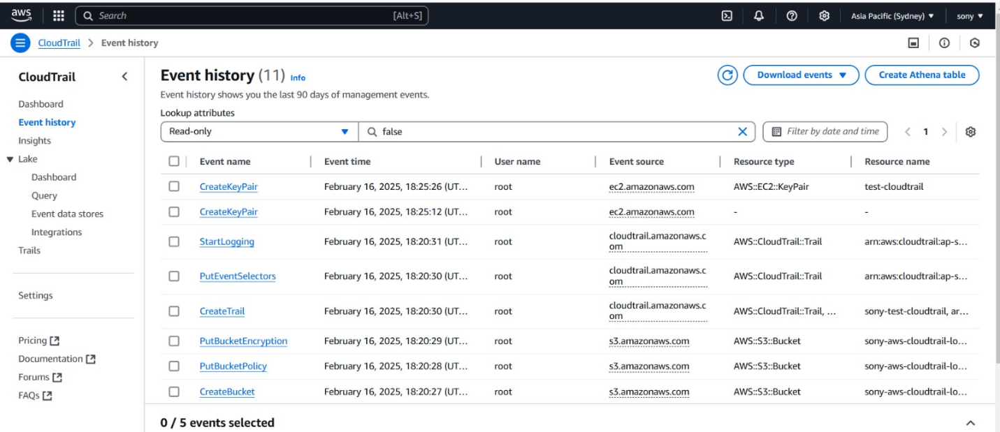 aws
Search [Alt+S] Asia Pacific (Sydney) sony
CloudTrail > Event history
CloudTrail
Dashboard
Event history
Insights
Lake
Dashboard
Query
Event data stores
Integrations
Trails
Settings
Pricing
Documentation
Forums
FAQs
Event history (11) Info
Download events
Create Athena table
Event history shows you the last 90 days of management events.
Lookup attributes
Read-only false Filter by date and time 1
Event name Event time User name Event source Resource type Resource name
CreateKeyPair February 16, 2025, 18:25:26 (UT... root ec2.amazonaws.com AWS::EC2::KeyPair test-cloudtrail
CreateKeyPair February 16, 2025, 18:25:12 (UT... root ec2.amazonaws.com - -
StartLogging February 16, 2025, 18:20:31 (UT... root cloudtrail.amazonaws.c
om AWS::CloudTrail::Trail arn:aws:cloudtrail:ap-s...
PutEventSelectors February 16, 2025, 18:20:30 (UT... root cloudtrail.amazonaws.c
om AWS::CloudTrail::Trail arn:aws:cloudtrail:ap-s...
CreateTrail February 16, 2025, 18:20:30 (UT... root cloudtrail.amazonaws.c
om AWS::CloudTrail::Trail, ... sony-test-cloudtrail, ar...
PutBucketEncryption February 16, 2025, 18:20:29 (UT... root s3.amazonaws.com AWS::S3::Bucket sony-aws-cloudtrail-lo...
PutBucketPolicy February 16, 2025, 18:20:28 (UT... root s3.amazonaws.com AWS::S3::Bucket sony-aws-cloudtrail-lo...
CreateBucket February 16, 2025, 18:20:27 (UT... root s3.amazonaws.com AWS::S3::Bucket sony-aws-cloudtrail-lo...
0 / 5 events selected